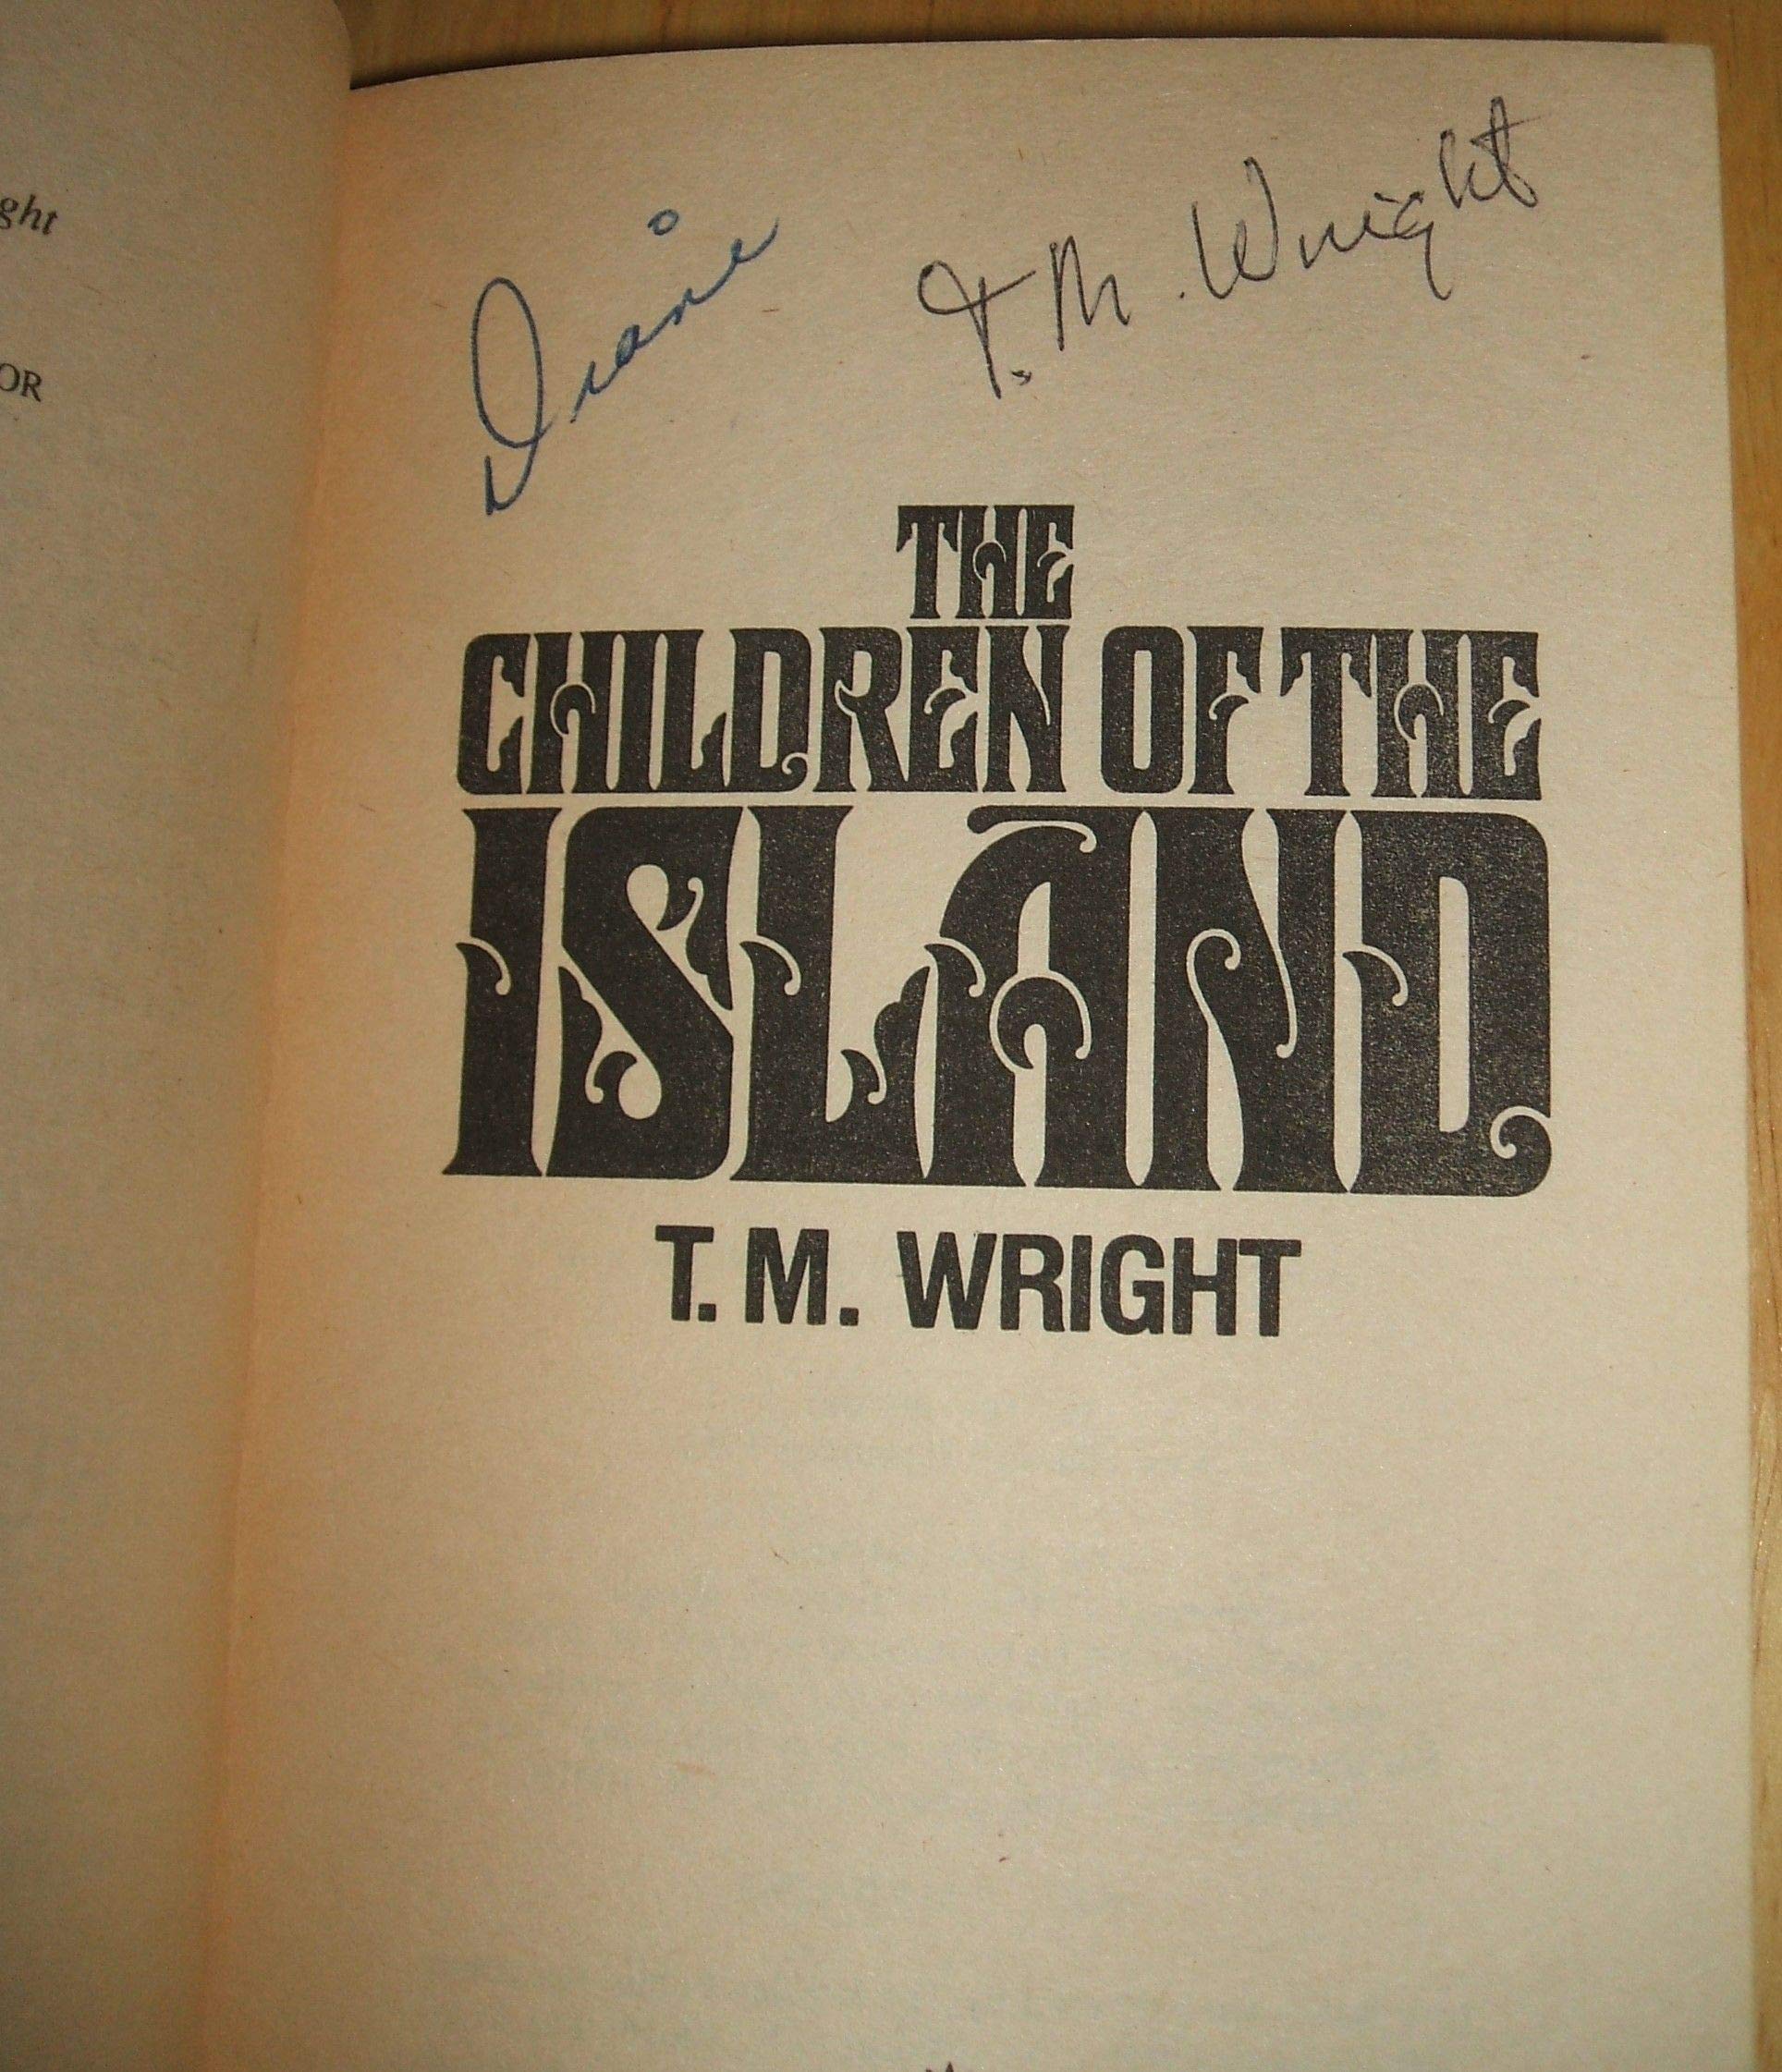 ght
OR
Diane
T. M. Wright
THE
CHILDREN OF THE
ISLAND
T. M. WRIGHT